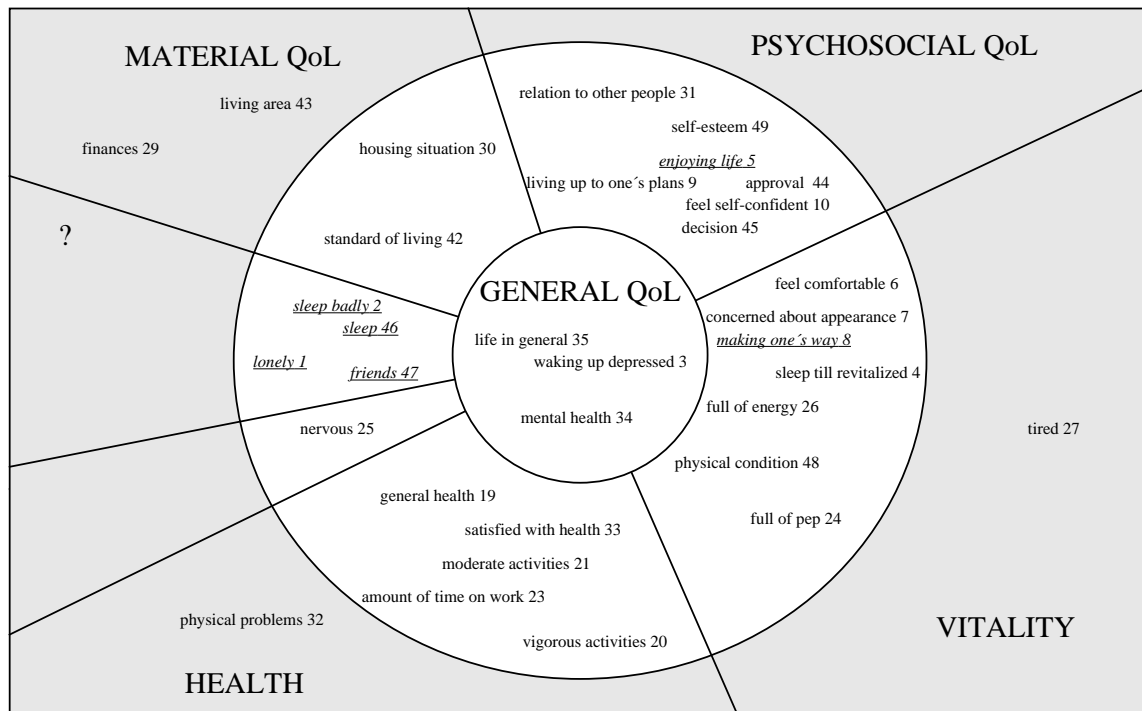 MATERIAL QoL
living area 43
finances 29
housing situation 30
standard of living 42
PSYCHOSOCIAL QoL
relation to other people 31
self-esteem 49
enjoying life 5
living up to one´s plans 9
approval 44
feel self-confident 10
decision 45
?
sleep badly 2
sleep 46
lonely 1
friends 47
nervous 25
GENERAL QoL
life in general 35
waking up depressed 3
mental health 34
feel comfortable 6
concerned about appearance 7
making one´s way 8
sleep till revitalized 4
full of energy 26
physical condition 48
full of pep 24
tired 27
VITALITY
general health 19
satisfied with health 33
moderate activities 21
amount of time on work 23
vigorous activities 20
physical problems 32
HEALTH